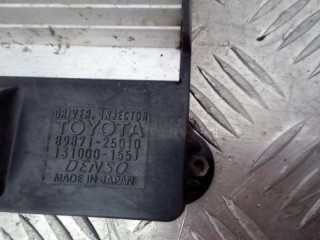 DRIVER, INJECTOR
TOYOTA
89871-25010
131000-1551
DENSO
MADE IN JAPAN